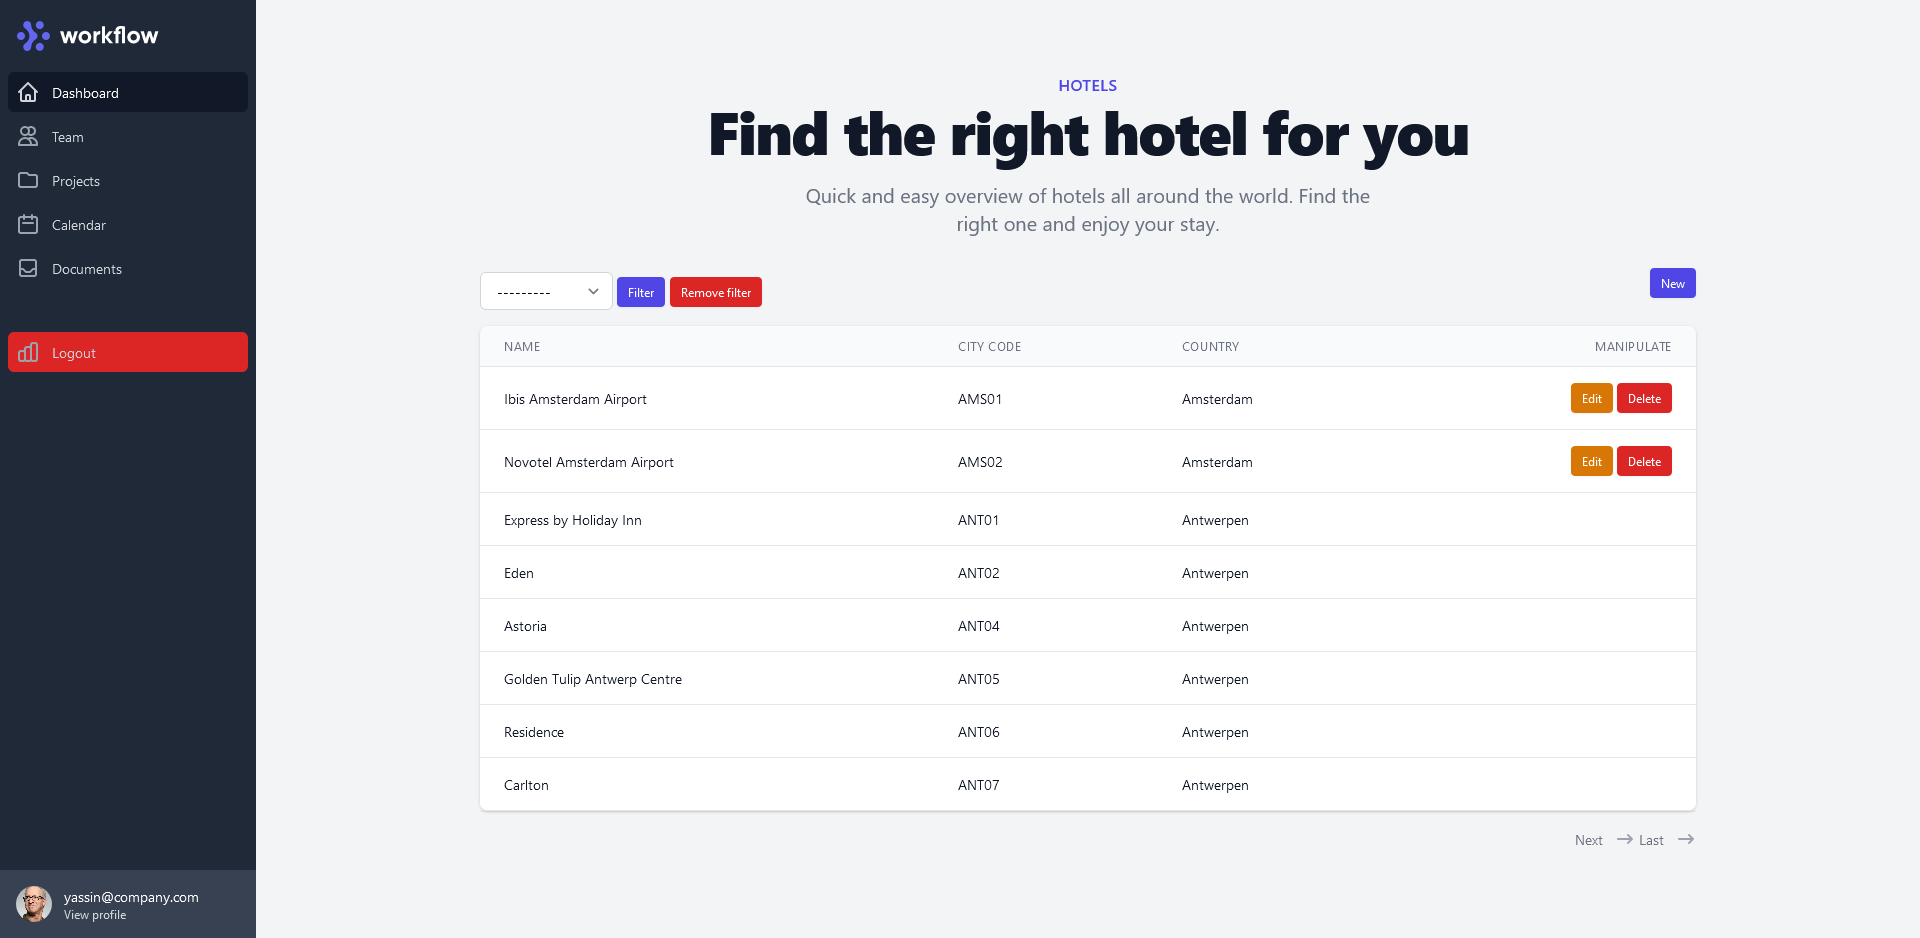 workflow
Dashboard
Team
Projects
Calendar
Documents
Logout
yassin@company.com
View profile
HOTELS
Find the right hotel for you
Quick and easy overview of hotels all around the world. Find the
right one and enjoy your stay.
--------- Filter Remove filter New
NAME CITY CODE COUNTRY MANIPULATE
Ibis Amsterdam Airport AMS01 Amsterdam Edit Delete
Novotel Amsterdam Airport AMS02 Amsterdam Edit Delete
Express by Holiday Inn ANT01 Antwerpen
Eden ANT02 Antwerpen
Astoria ANT04 Antwerpen
Golden Tulip Antwerp Centre ANT05 Antwerpen
Residence ANT06 Antwerpen
Carlton ANT07 Antwerpen
Next → Last →